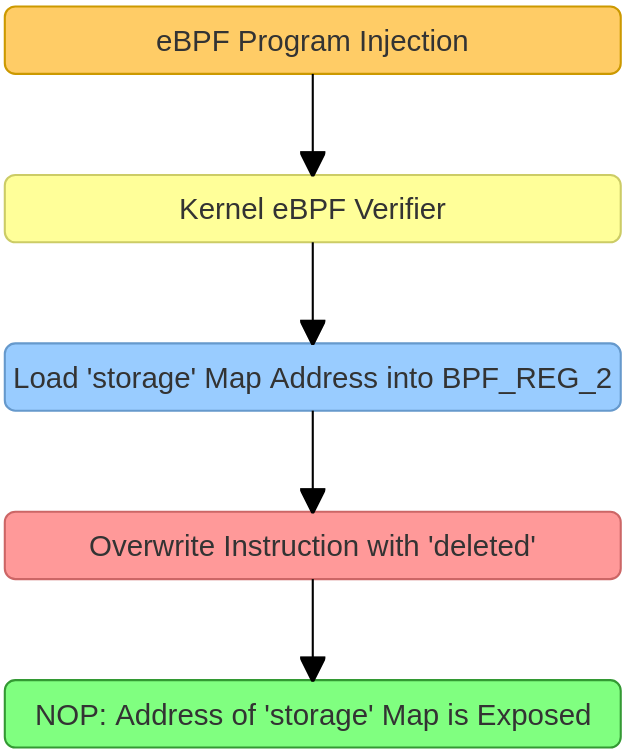 eBPF Program Injection
Kernel eBPF Verifier
Load 'storage' Map Address into BPF_REG_2
Overwrite Instruction with 'deleted'
NOP: Address of 'storage' Map is Exposed